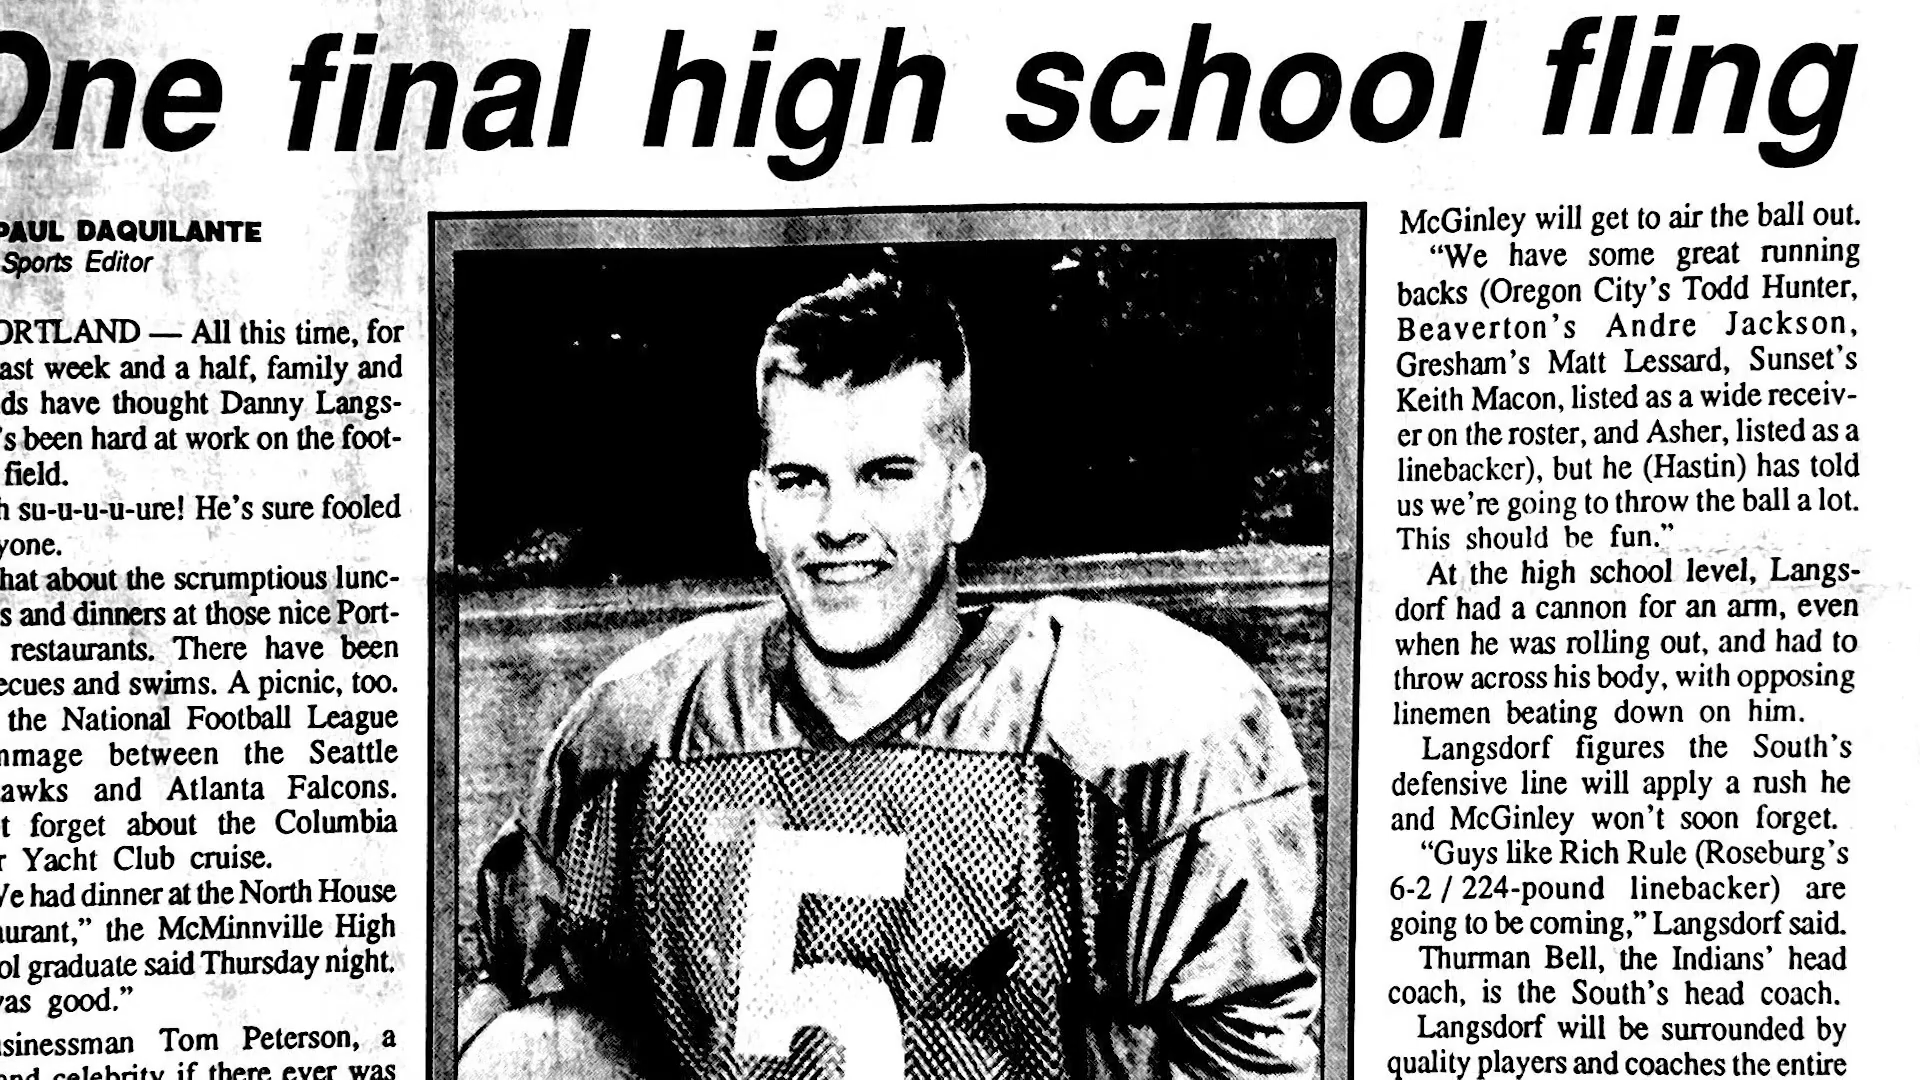 One final high school fling
PAUL DAQUILANTE
Sports Editor
ORTLAND — All this time, for
ast week and a half, family and
ds have thought Danny Langs-
's been hard at work on the foot-
field.
h su-u-u-u-ure! He's sure fooled
yone.
hat about the scrumptious lunc-
s and dinners at those nice Port-
restaurants. There have been
ecues and swims. A picnic, too.
the National Football League
mmage between the Seattle
awks and Atlanta Falcons.
t forget about the Columbia
r Yacht Club cruise.
We had dinner at the North House
aurant,” the McMinnville High
ol graduate said Thursday night.
was good.”
usinessman Tom Peterson, a
and celebrity if there ever was
5
McGinley will get to air the ball out.
“We have some great running
backs (Oregon City's Todd Hunter,
Beaverton's Andre Jackson,
Gresham's Matt Lessard, Sunset's
Keith Macon, listed as a wide receiv-
er on the roster, and Asher, listed as a
linebacker), but he (Hastin) has told
us we're going to throw the ball a lot.
This should be fun.”
At the high school level, Langs-
dorf had a cannon for an arm, even
when he was rolling out, and had to
throw across his body, with opposing
linemen beating down on him.
Langsdorf figures the South's
defensive line will apply a rush he
and McGinley won't soon forget.
“Guys like Rich Rule (Roseburg's
6-2 / 224-pound linebacker) are
going to be coming,” Langsdorf said.
Thurman Bell, the Indians' head
coach, is the South's head coach.
Langsdorf will be surrounded by
quality players and coaches the entire